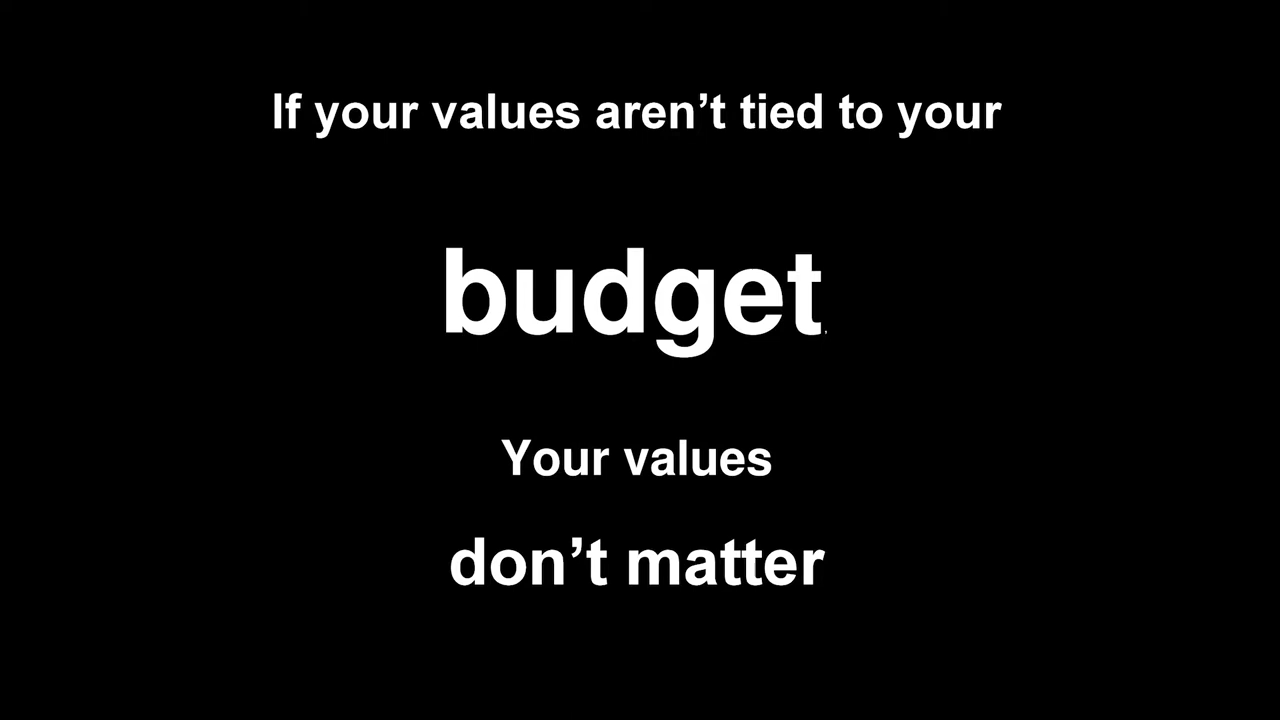 If your values aren’t tied to your
budget,
Your values
don’t matter